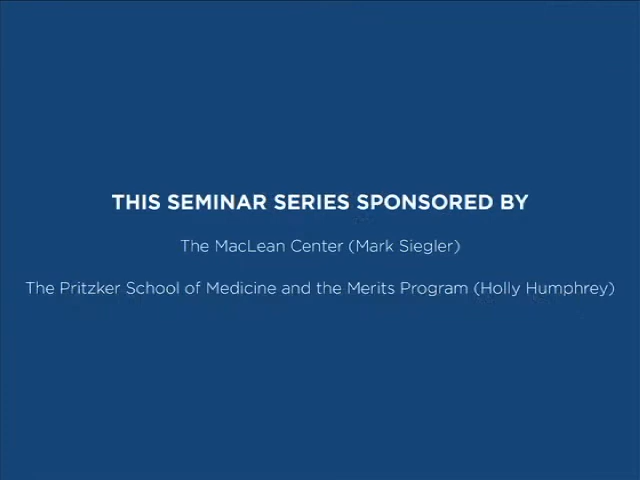 THIS SEMINAR SERIES SPONSORED BY
The MacLean Center (Mark Siegler)
The Pritzker School of Medicine and the Merits Program (Holly Humphrey)